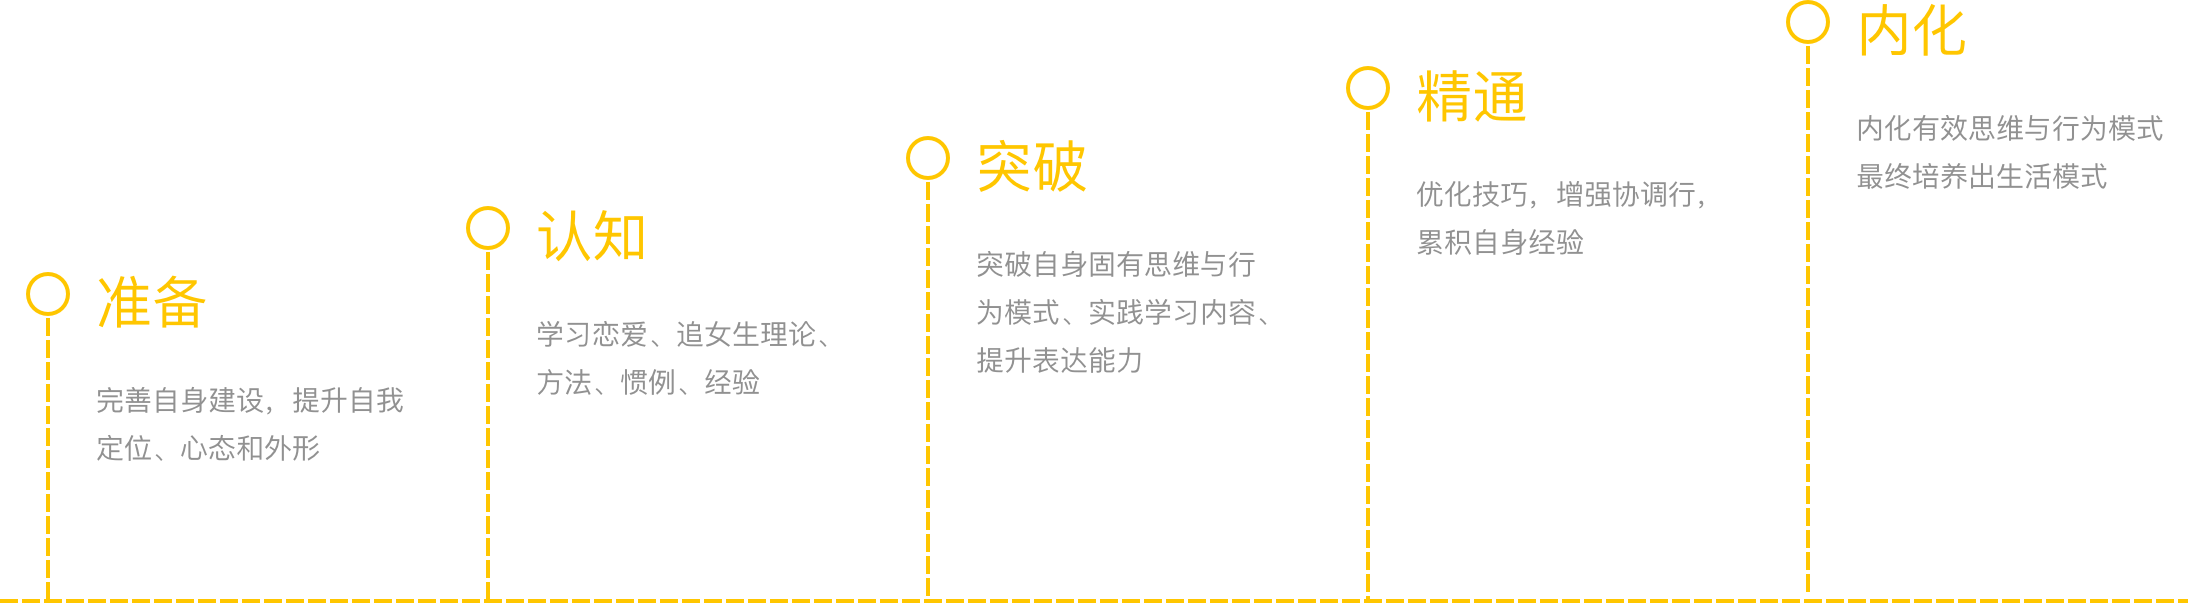 准备
完善自身建设，提升自我
定位、心态和外形
认知
学习恋爱、追女生理论、
方法、惯例、经验
突破
突破自身固有思维与行
为模式、实践学习内容、
提升表达能力
精通
优化技巧，增强协调行，
累积自身经验
内化
内化有效思维与行为模式
最终培养出生活模式